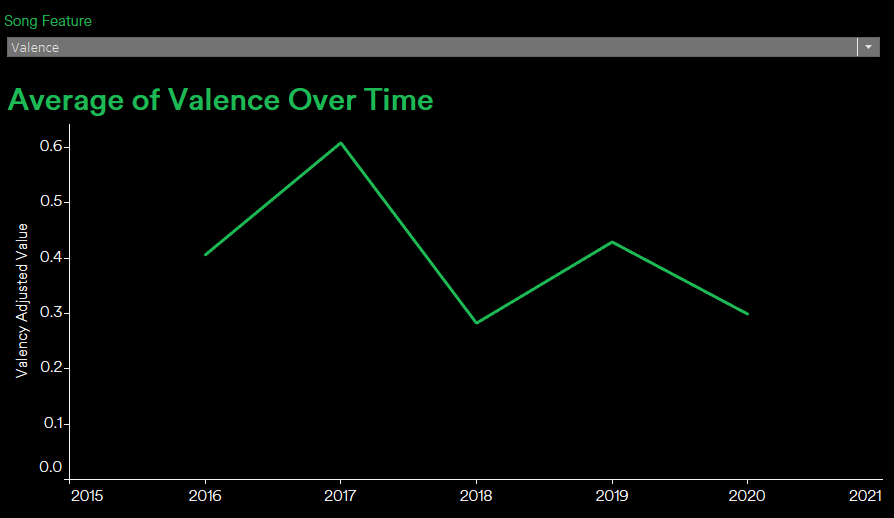 Song Feature
Valence
Average of Valence Over Time
Valency Adjusted Value
0.6
0.5
0.4
0.3
0.2
0.1
0.0
2015 2016 2017 2018 2019 2020 2021